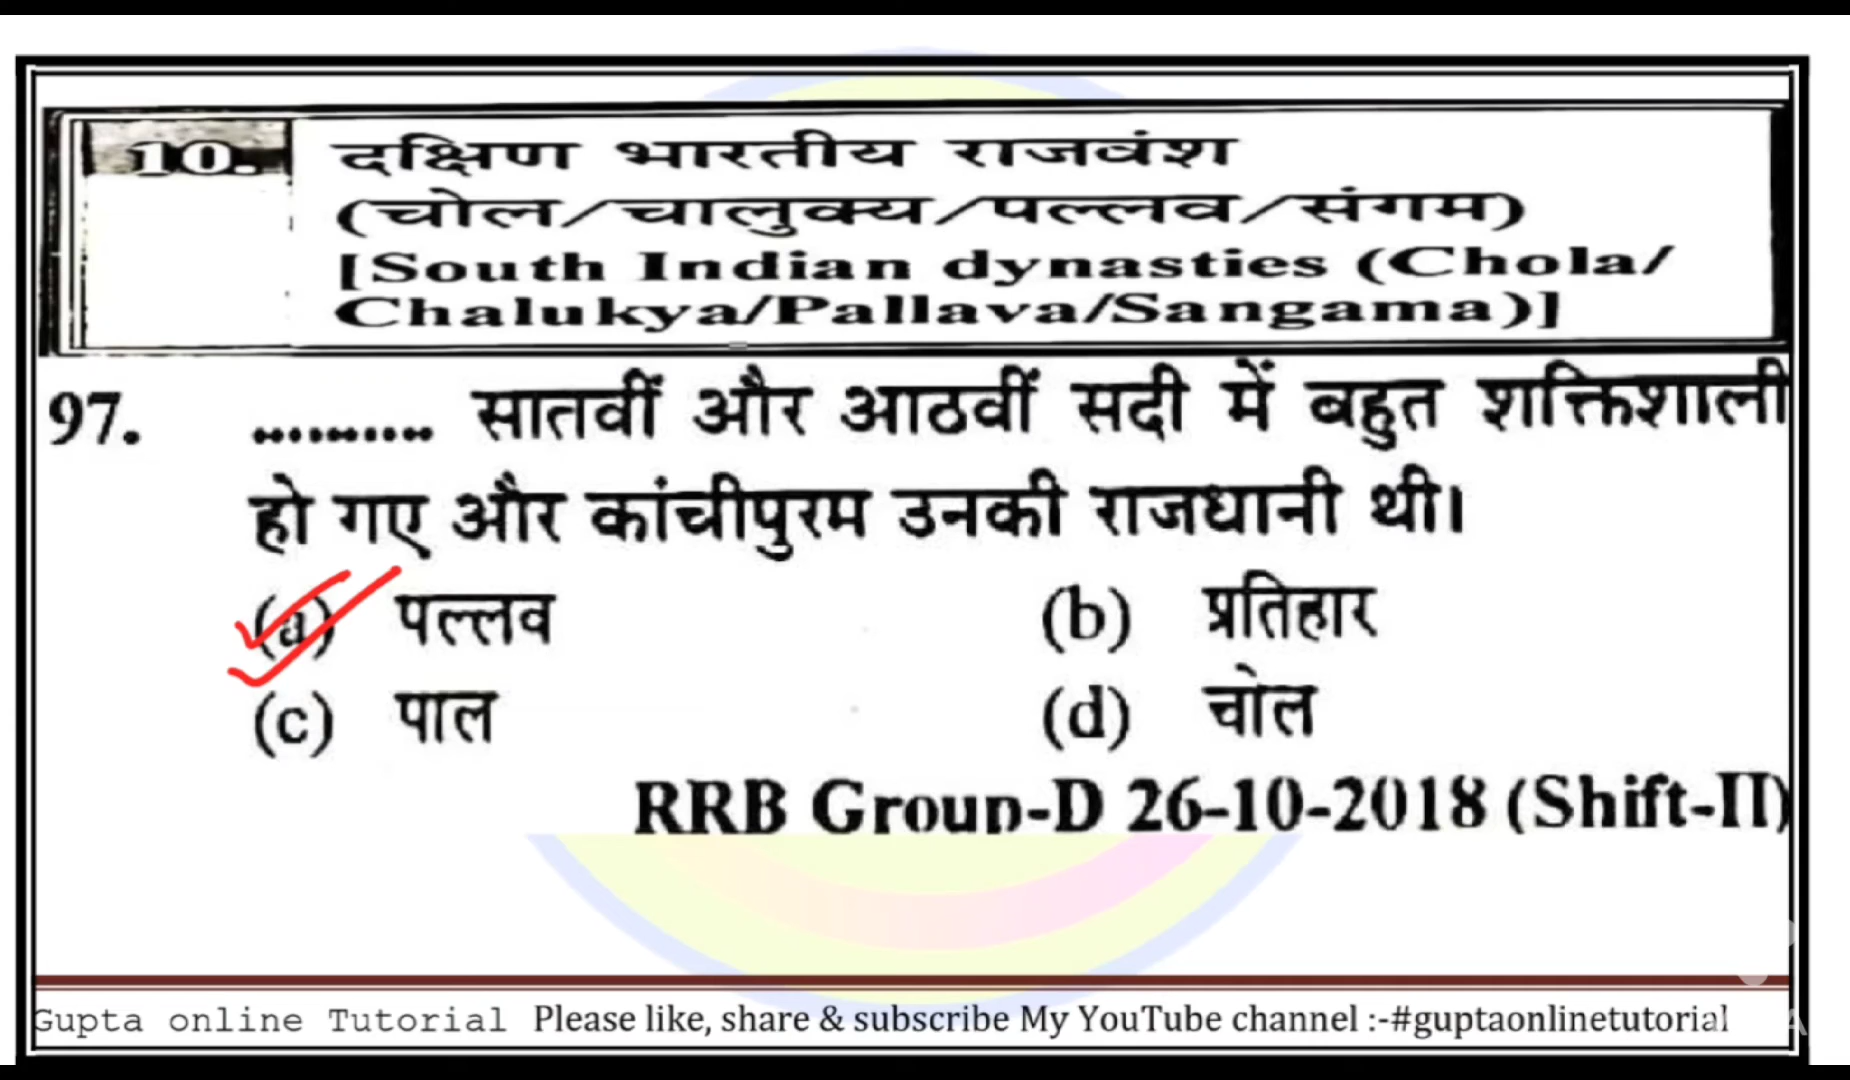 10. दक्षिण भारतीय राजवंश
(चोल/चालुक्य/पल्लव/संगम)
[South Indian dynasties (Chola/
Chalukya/Pallava/Sangama)]
97. .......... सातवीं और आठवीं सदी में बहुत शक्तिशाली
हो गए और कांचीपुरम उनकी राजधानी थी।
(a) पल्लव (b) प्रतिहार
(c) पाल (d) चोल
RRB Group-D 26-10-2018 (Shift-II)
Gupta online Tutorial Please like, share & subscribe My YouTube channel :-#guptaonlinetutorial